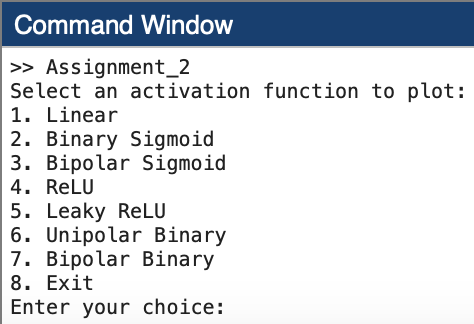 Command Window
>> Assignment_2
Select an activation function to plot:
1. Linear
2. Binary Sigmoid
3. Bipolar Sigmoid
4. ReLU
5. Leaky ReLU
6. Unipolar Binary
7. Bipolar Binary
8. Exit
Enter your choice: